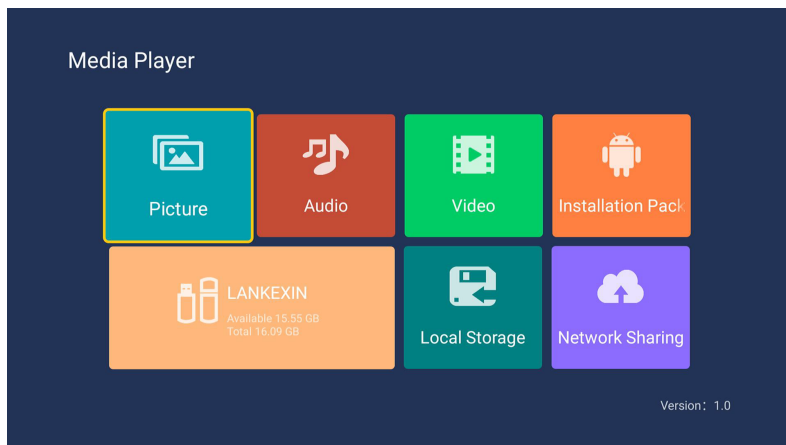 Media Player
Picture
Audio
Video
Installation Pack
LANKEXIN
Available 15.55 GB
Total 16.09 GB
Local Storage
Network Sharing
Version：1.0